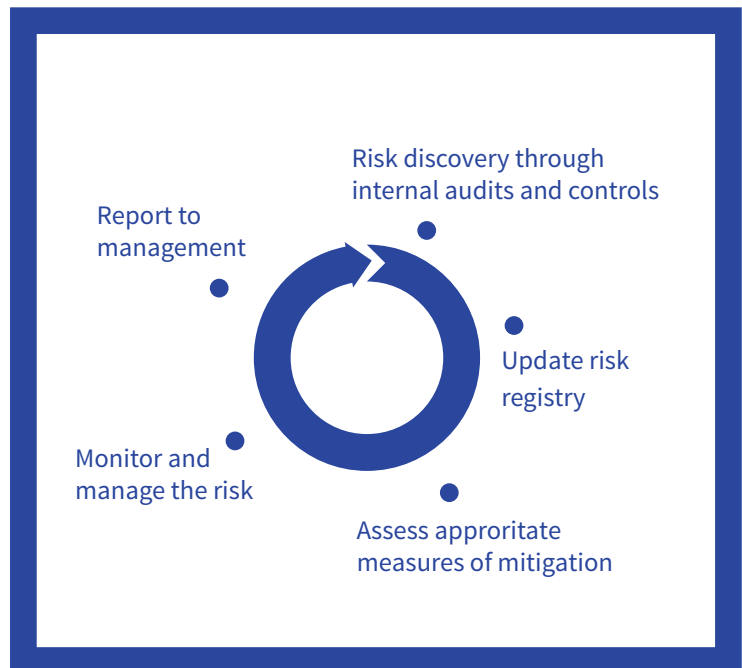 Risk discovery through
internal audits and controls
Report to
management
Update risk
registry
Monitor and
manage the risk
Assess approritate
measures of mitigation